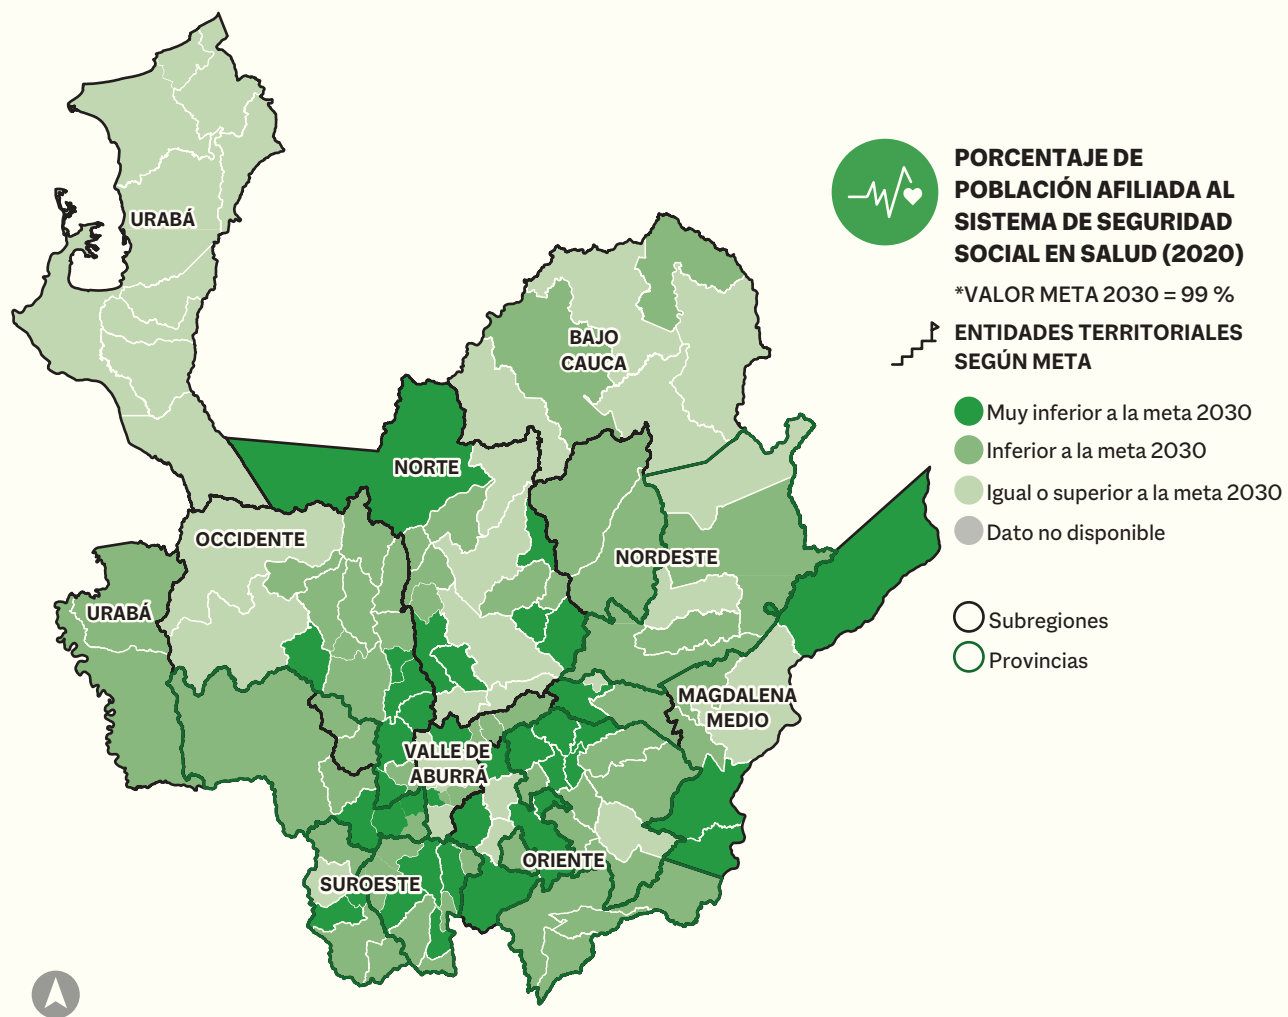 PORCENTAJE DE
POBLACIÓN AFILIADA AL
SISTEMA DE SEGURIDAD
SOCIAL EN SALUD (2020)
*VALOR META 2030 = 99 %
ENTIDADES TERRITORIALES
SEGÚN META
Muy inferior a la meta 2030
Inferior a la meta 2030
Igual o superior a la meta 2030
Dato no disponible
Subregiones
Provincias
URABÁ
BAJO
CAUCA
NORTE
OCCIDENTE
NORDESTE
URABÁ
MAGDALENA
MEDIO
VALLE DE
ABURRÁ
ORIENTE
SUROESTE